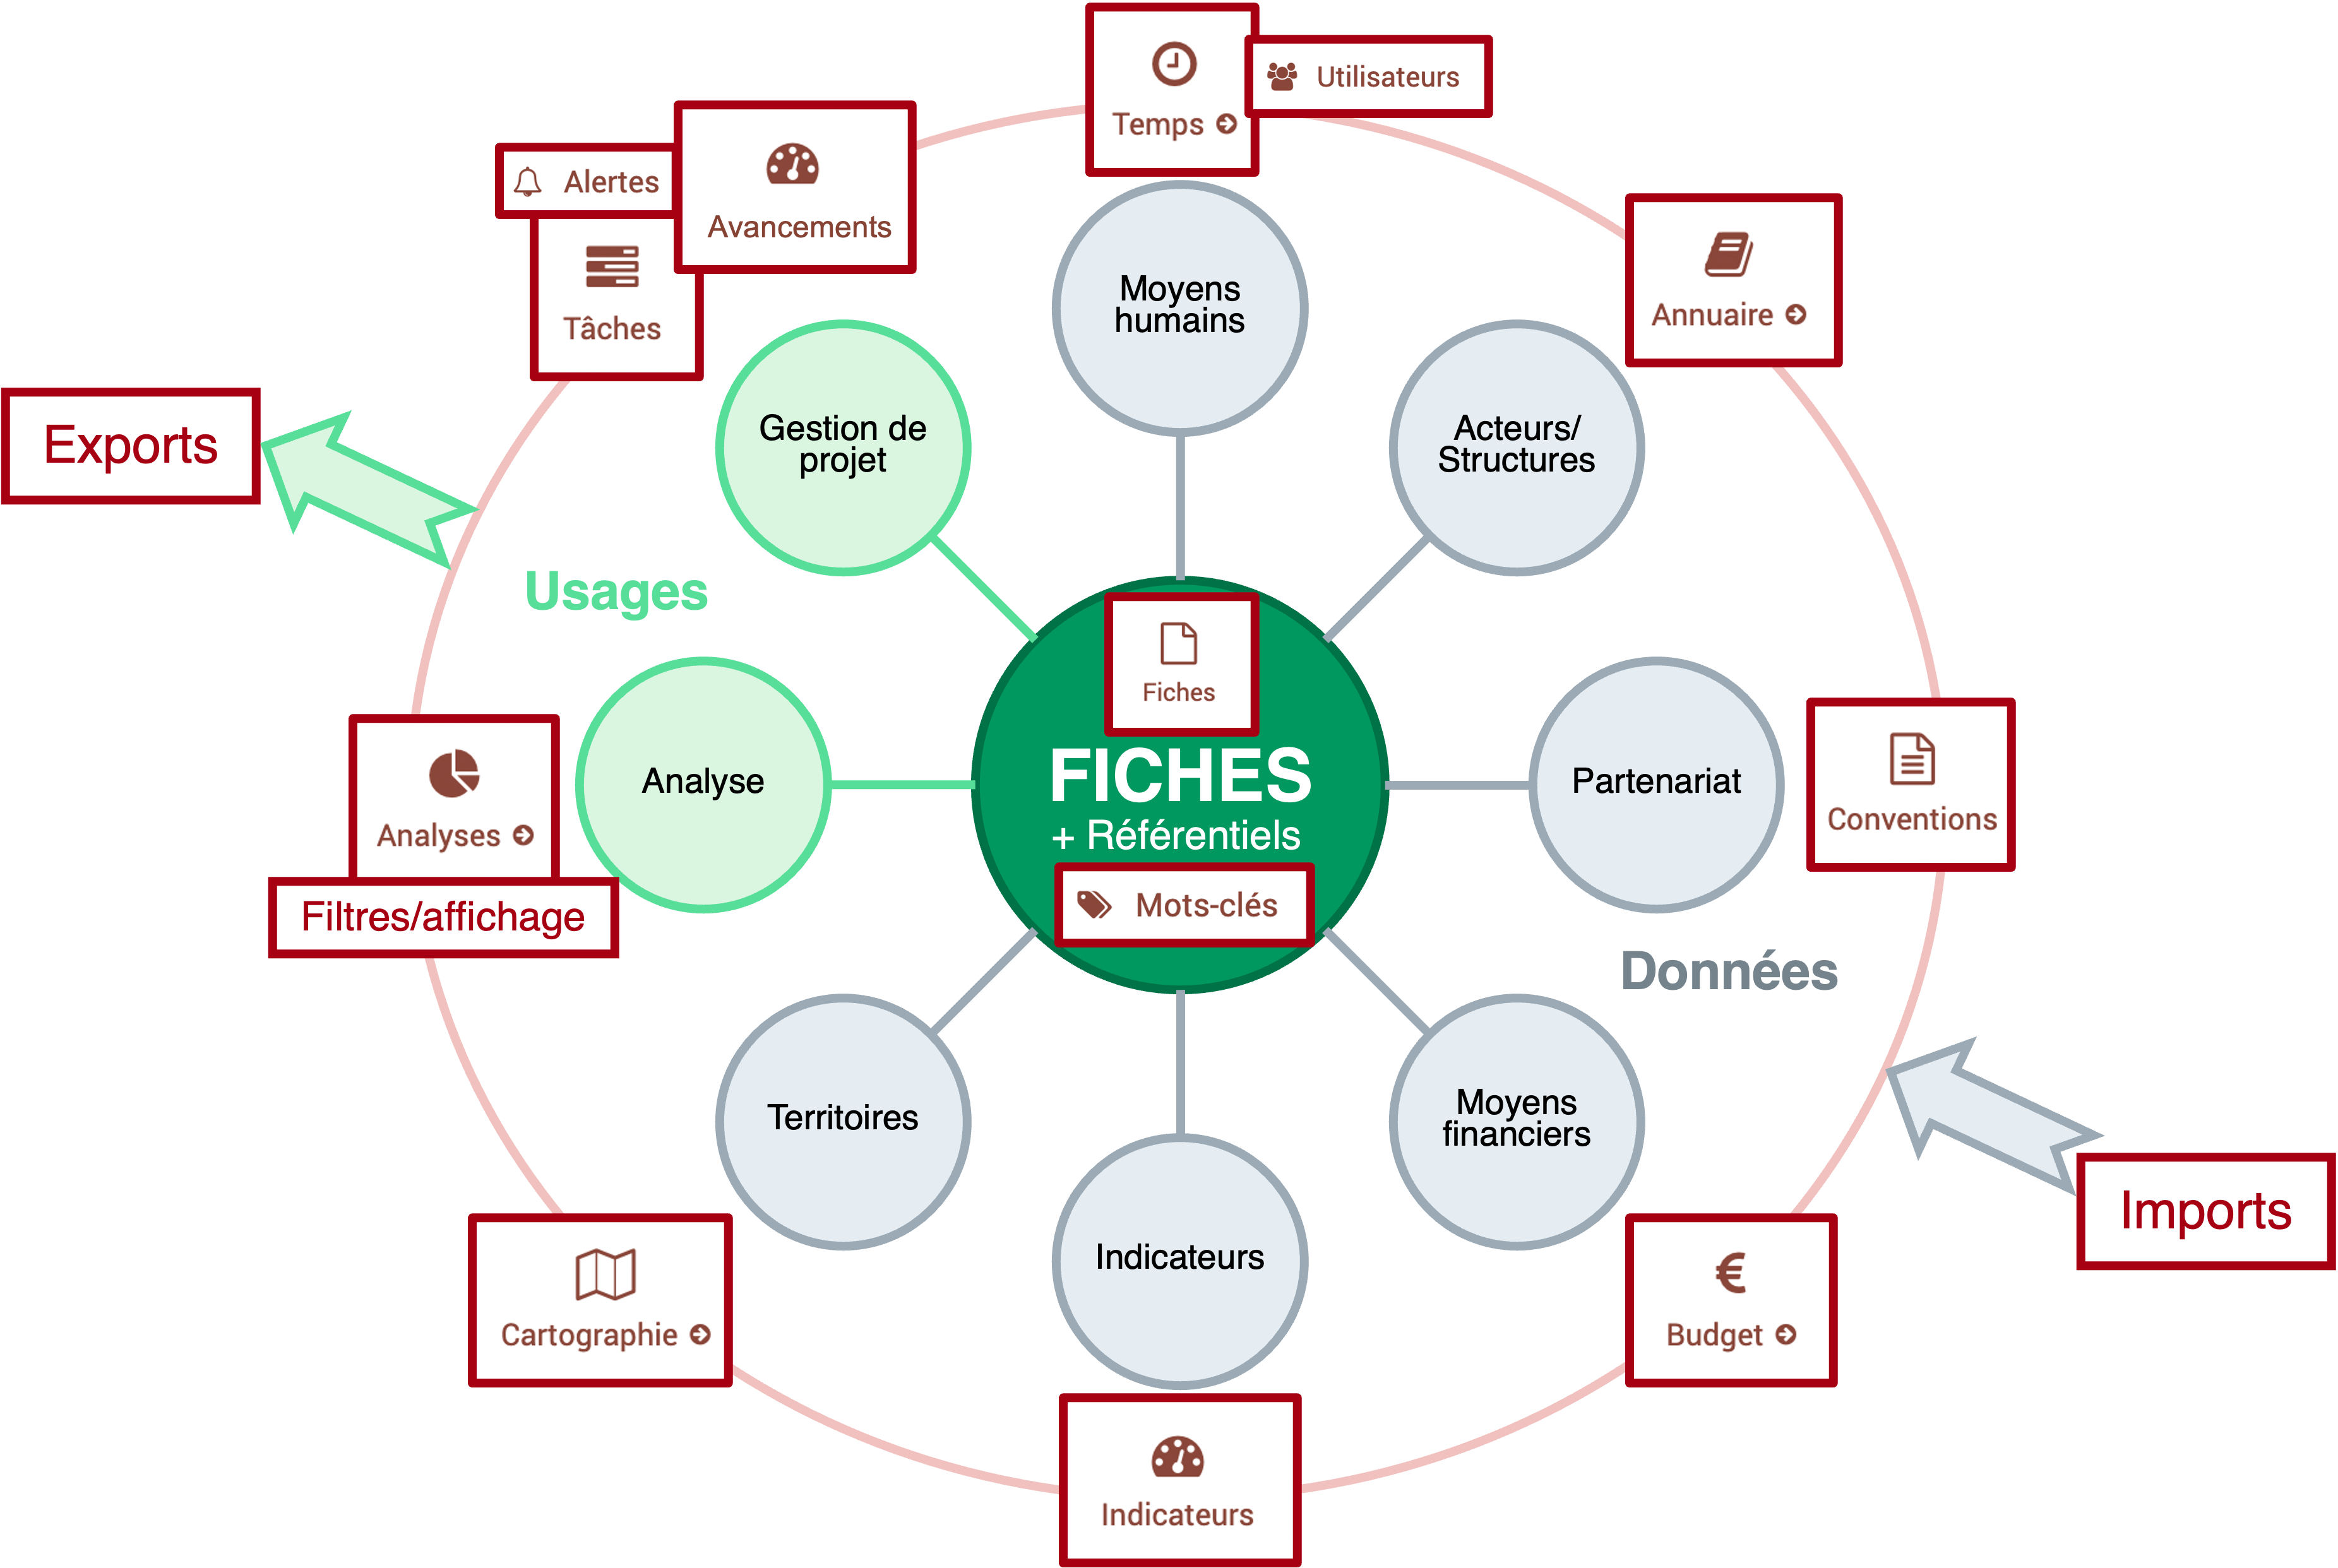 Temps
Utilisateurs
Alertes
Avancements
Tâches
Annuaire
Moyens
humains
Gestion de
projet
Acteurs/
Structures
Exports
Usages
Fiches
FICHES
+ Référentiels
Mots-clés
Analyse
Partenariat
Analyses
Filtres/affichage
Conventions
Données
Territoires
Moyens
financiers
Indicateurs
Imports
Cartographie
Budget
Indicateurs